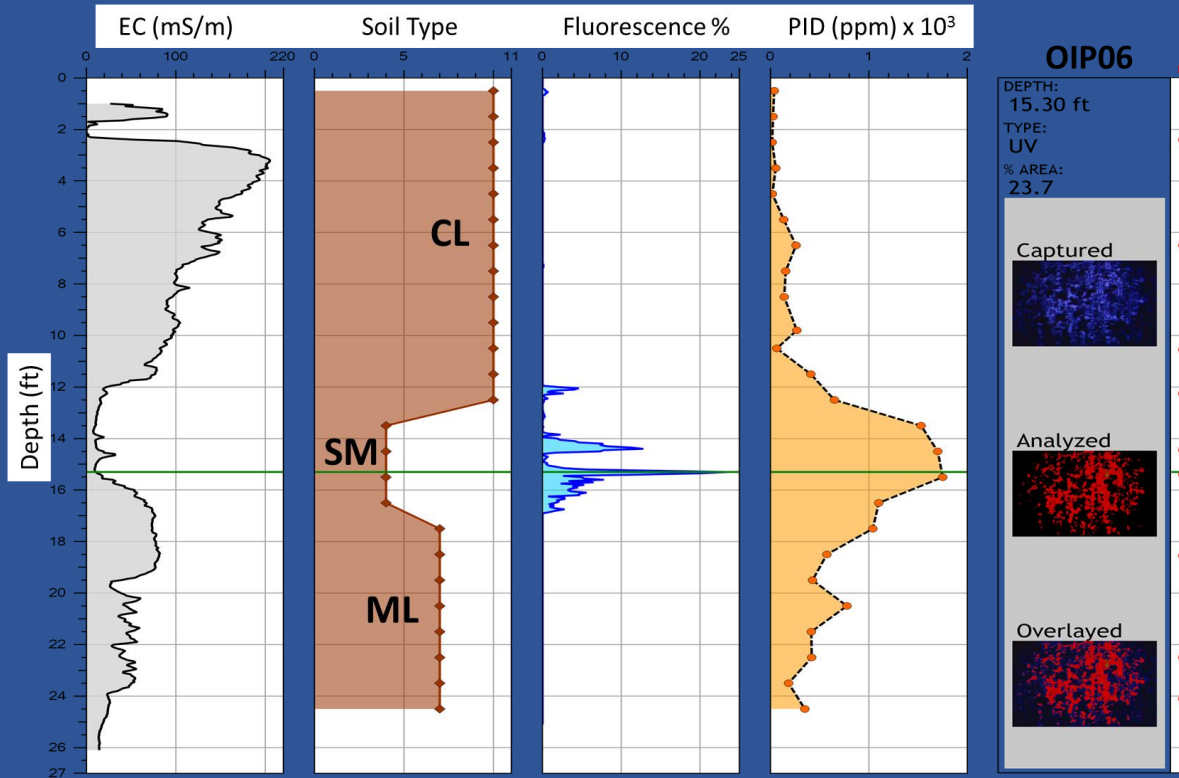 EC (mS/m)
Soil Type
Fluorescence %
PID (ppm) x 10³
0 100 220
0 5 11
0 10 20 25
0 1 2
Depth (ft)
0
2
4
6
8
10
12
14
16
18
20
22
24
26
27
CL
SM
ML
OIP06
DEPTH:
15.30 ft
TYPE:
UV
% AREA:
23.7
Captured
Analyzed
Overlayed